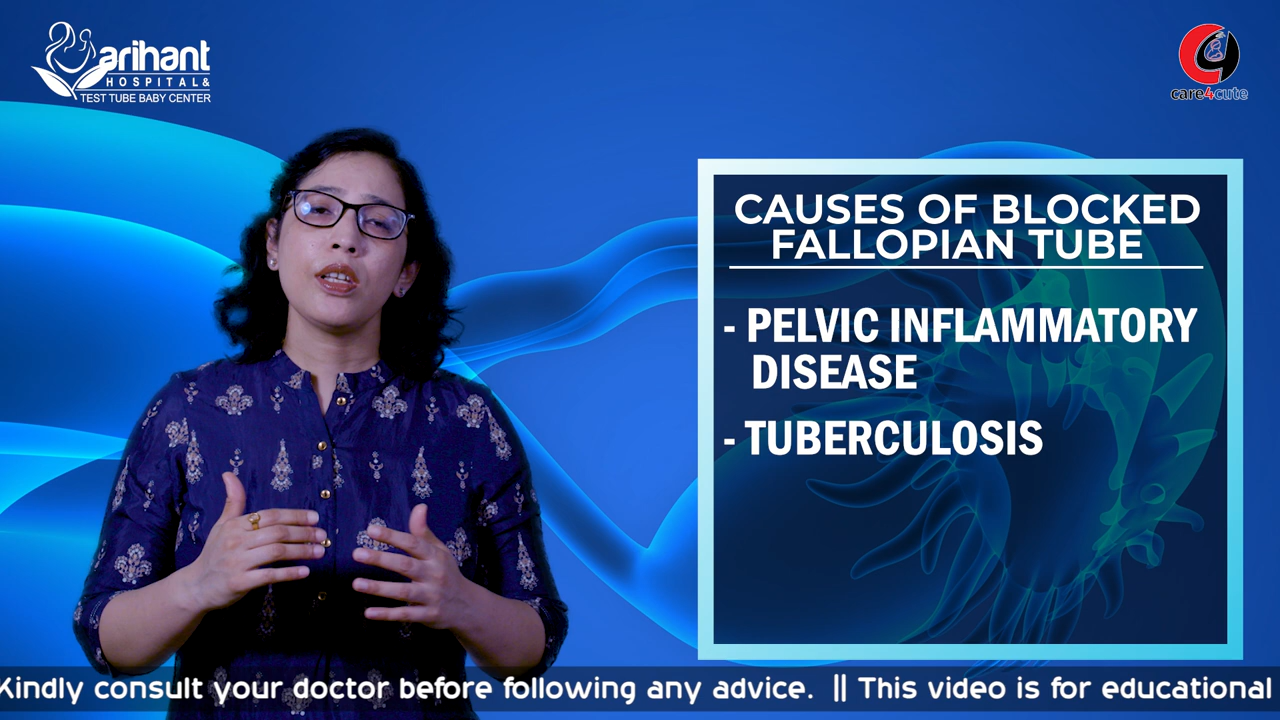 arihant
HOSPITAL &
TEST TUBE BABY CENTER
care4cute
CAUSES OF BLOCKED
FALLOPIAN TUBE
- PELVIC INFLAMMATORY
DISEASE
- TUBERCULOSIS
Kindly consult your doctor before following any advice. || This video is for educational